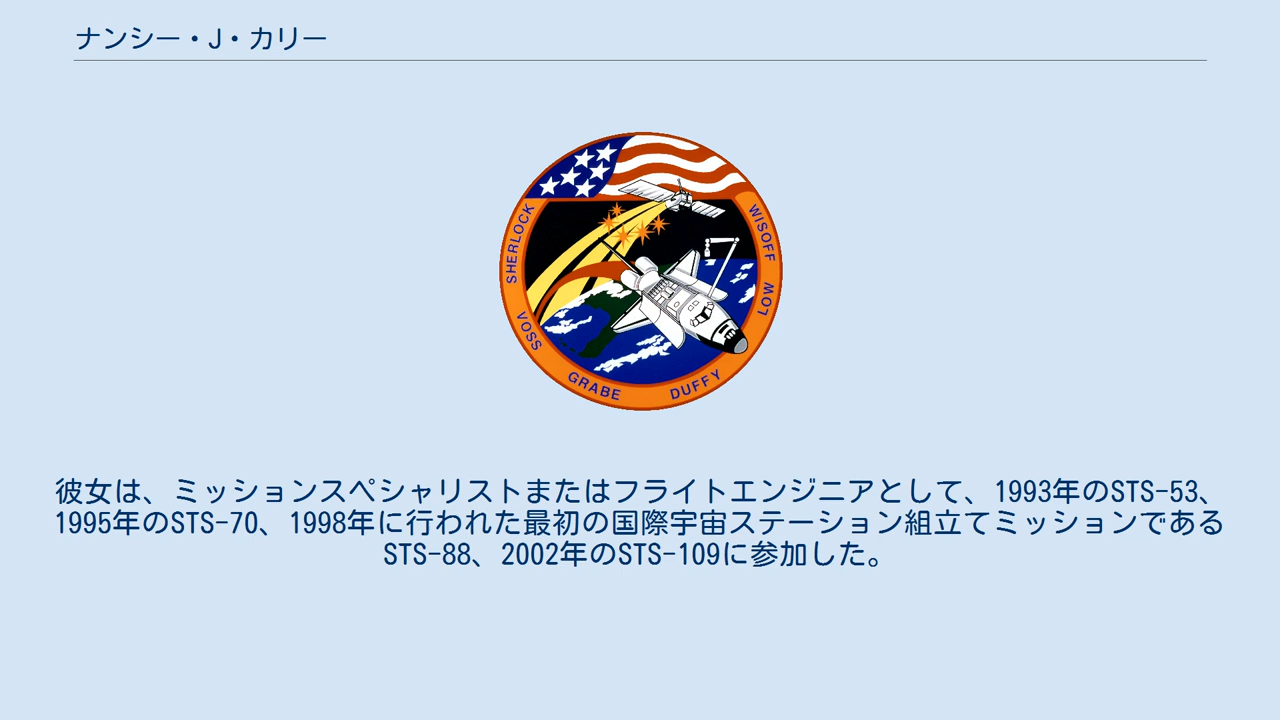 ナンシー・J・カリー
SHERLOCK
VOSS
GRABE
DUFFY
LOW
WISOFF
彼女は、ミッションスペシャリストまたはフライトエンジニアとして、1993年のSTS-53、
1995年のSTS-70、1998年に行われた最初の国際宇宙ステーション組立てミッションである
STS-88、2002年のSTS-109に参加した。